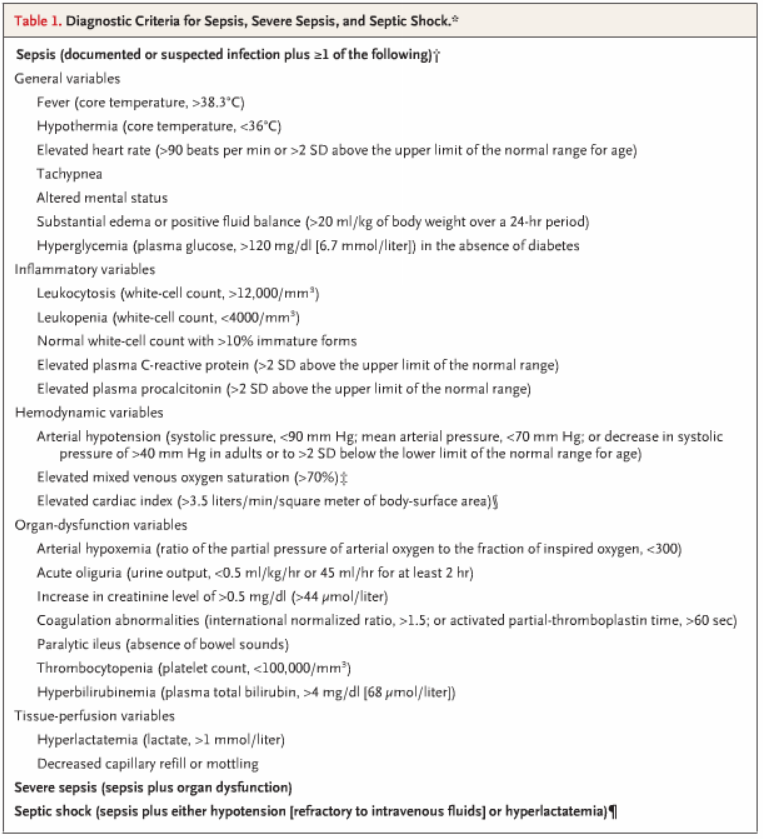 Table 1. Diagnostic Criteria for Sepsis, Severe Sepsis, and Septic Shock.*
Sepsis (documented or suspected infection plus ≥1 of the following)†
General variables
Fever (core temperature, >38.3°C)
Hypothermia (core temperature, <36°C)
Elevated heart rate (>90 beats per min or >2 SD above the upper limit of the normal range for age)
Tachypnea
Altered mental status
Substantial edema or positive fluid balance (>20 ml/kg of body weight over a 24-hr period)
Hyperglycemia (plasma glucose, >120 mg/dl [6.7 mmol/liter]) in the absence of diabetes
Inflammatory variables
Leukocytosis (white-cell count, >12,000/mm³)
Leukopenia (white-cell count, <4000/mm³)
Normal white-cell count with >10% immature forms
Elevated plasma C-reactive protein (>2 SD above the upper limit of the normal range)
Elevated plasma procalcitonin (>2 SD above the upper limit of the normal range)
Hemodynamic variables
Arterial hypotension (systolic pressure, <90 mm Hg; mean arterial pressure, <70 mm Hg; or decrease in systolic
pressure of >40 mm Hg in adults or to >2 SD below the lower limit of the normal range for age)
Elevated mixed venous oxygen saturation (>70%)‡
Elevated cardiac index (>3.5 liters/min/square meter of body-surface area)§
Organ-dysfunction variables
Arterial hypoxemia (ratio of the partial pressure of arterial oxygen to the fraction of inspired oxygen, <300)
Acute oliguria (urine output, <0.5 ml/kg/hr or 45 ml/hr for at least 2 hr)
Increase in creatinine level of >0.5 mg/dl (>44 μmol/liter)
Coagulation abnormalities (international normalized ratio, >1.5; or activated partial-thromboplastin time, >60 sec)
Paralytic ileus (absence of bowel sounds)
Thrombocytopenia (platelet count, <100,000/mm³)
Hyperbilirubinemia (plasma total bilirubin, >4 mg/dl [68 μmol/liter])
Tissue-perfusion variables
Hyperlactatemia (lactate, >1 mmol/liter)
Decreased capillary refill or mottling
Severe sepsis (sepsis plus organ dysfunction)
Septic shock (sepsis plus either hypotension [refractory to intravenous fluids] or hyperlactatemia)¶